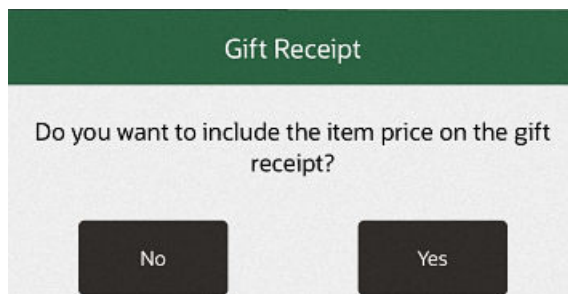 Gift Receipt
Do you want to include the item price on the gift
receipt?
No
Yes